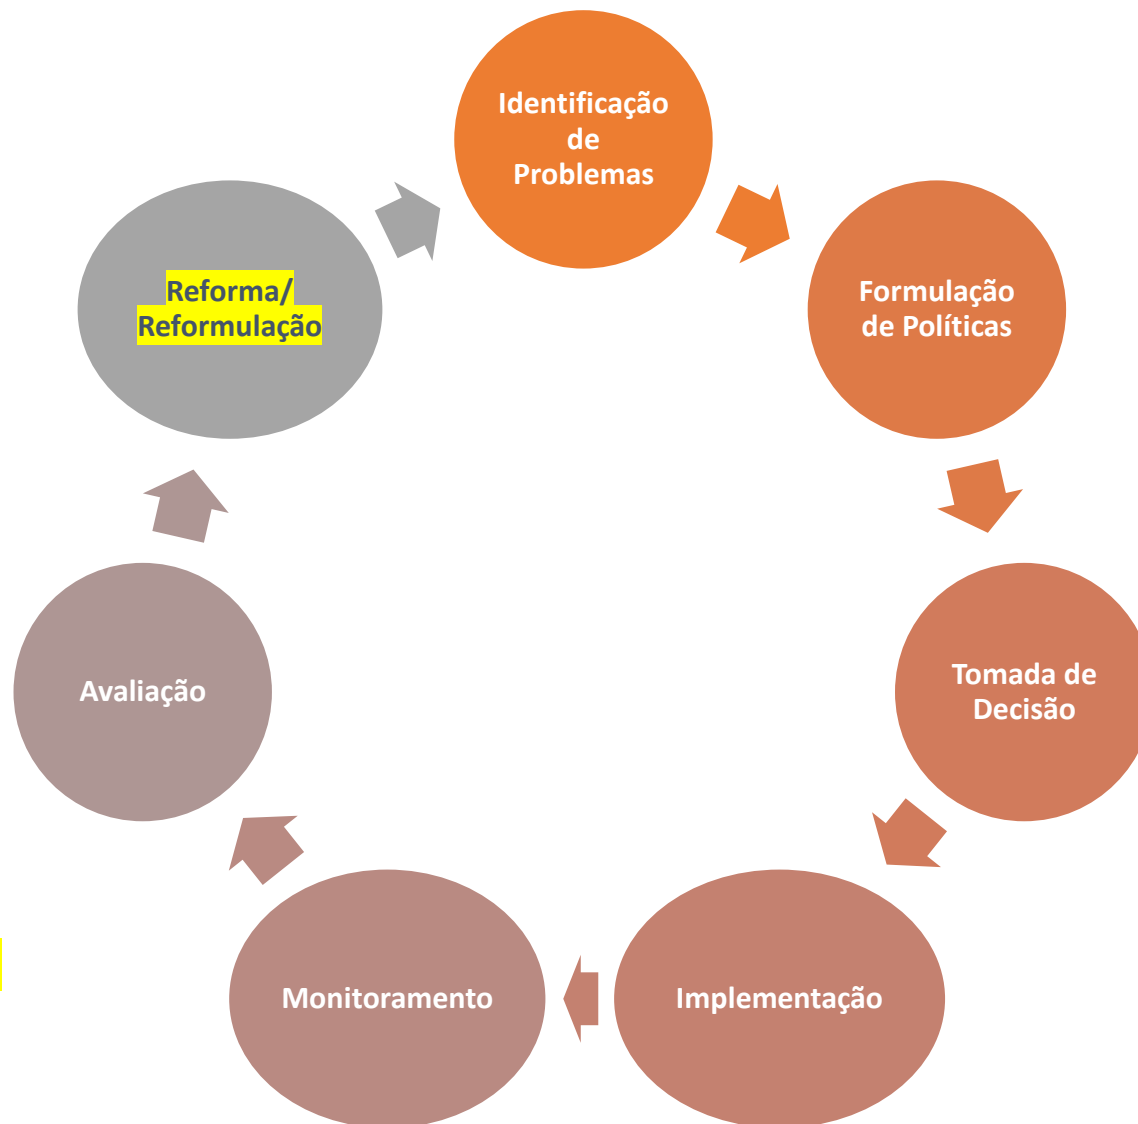 Identificação
de
Problemas
Formulação
de Políticas
Tomada de
Decisão
Implementação
Monitoramento
Avaliação
Reforma/
Reformulação